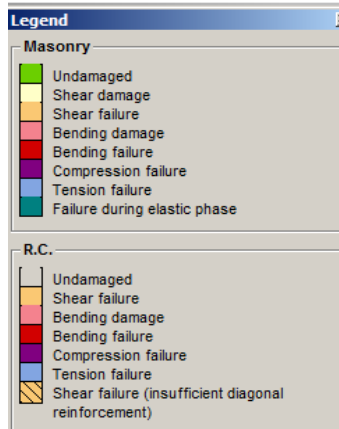 Legend
Masonry
Undamaged
Shear damage
Shear failure
Bending damage
Bending failure
Compression failure
Tension failure
Failure during elastic phase
R.C.
Undamaged
Shear failure
Bending damage
Bending failure
Compression failure
Tension failure
Shear failure (insufficient diagonal
reinforcement)